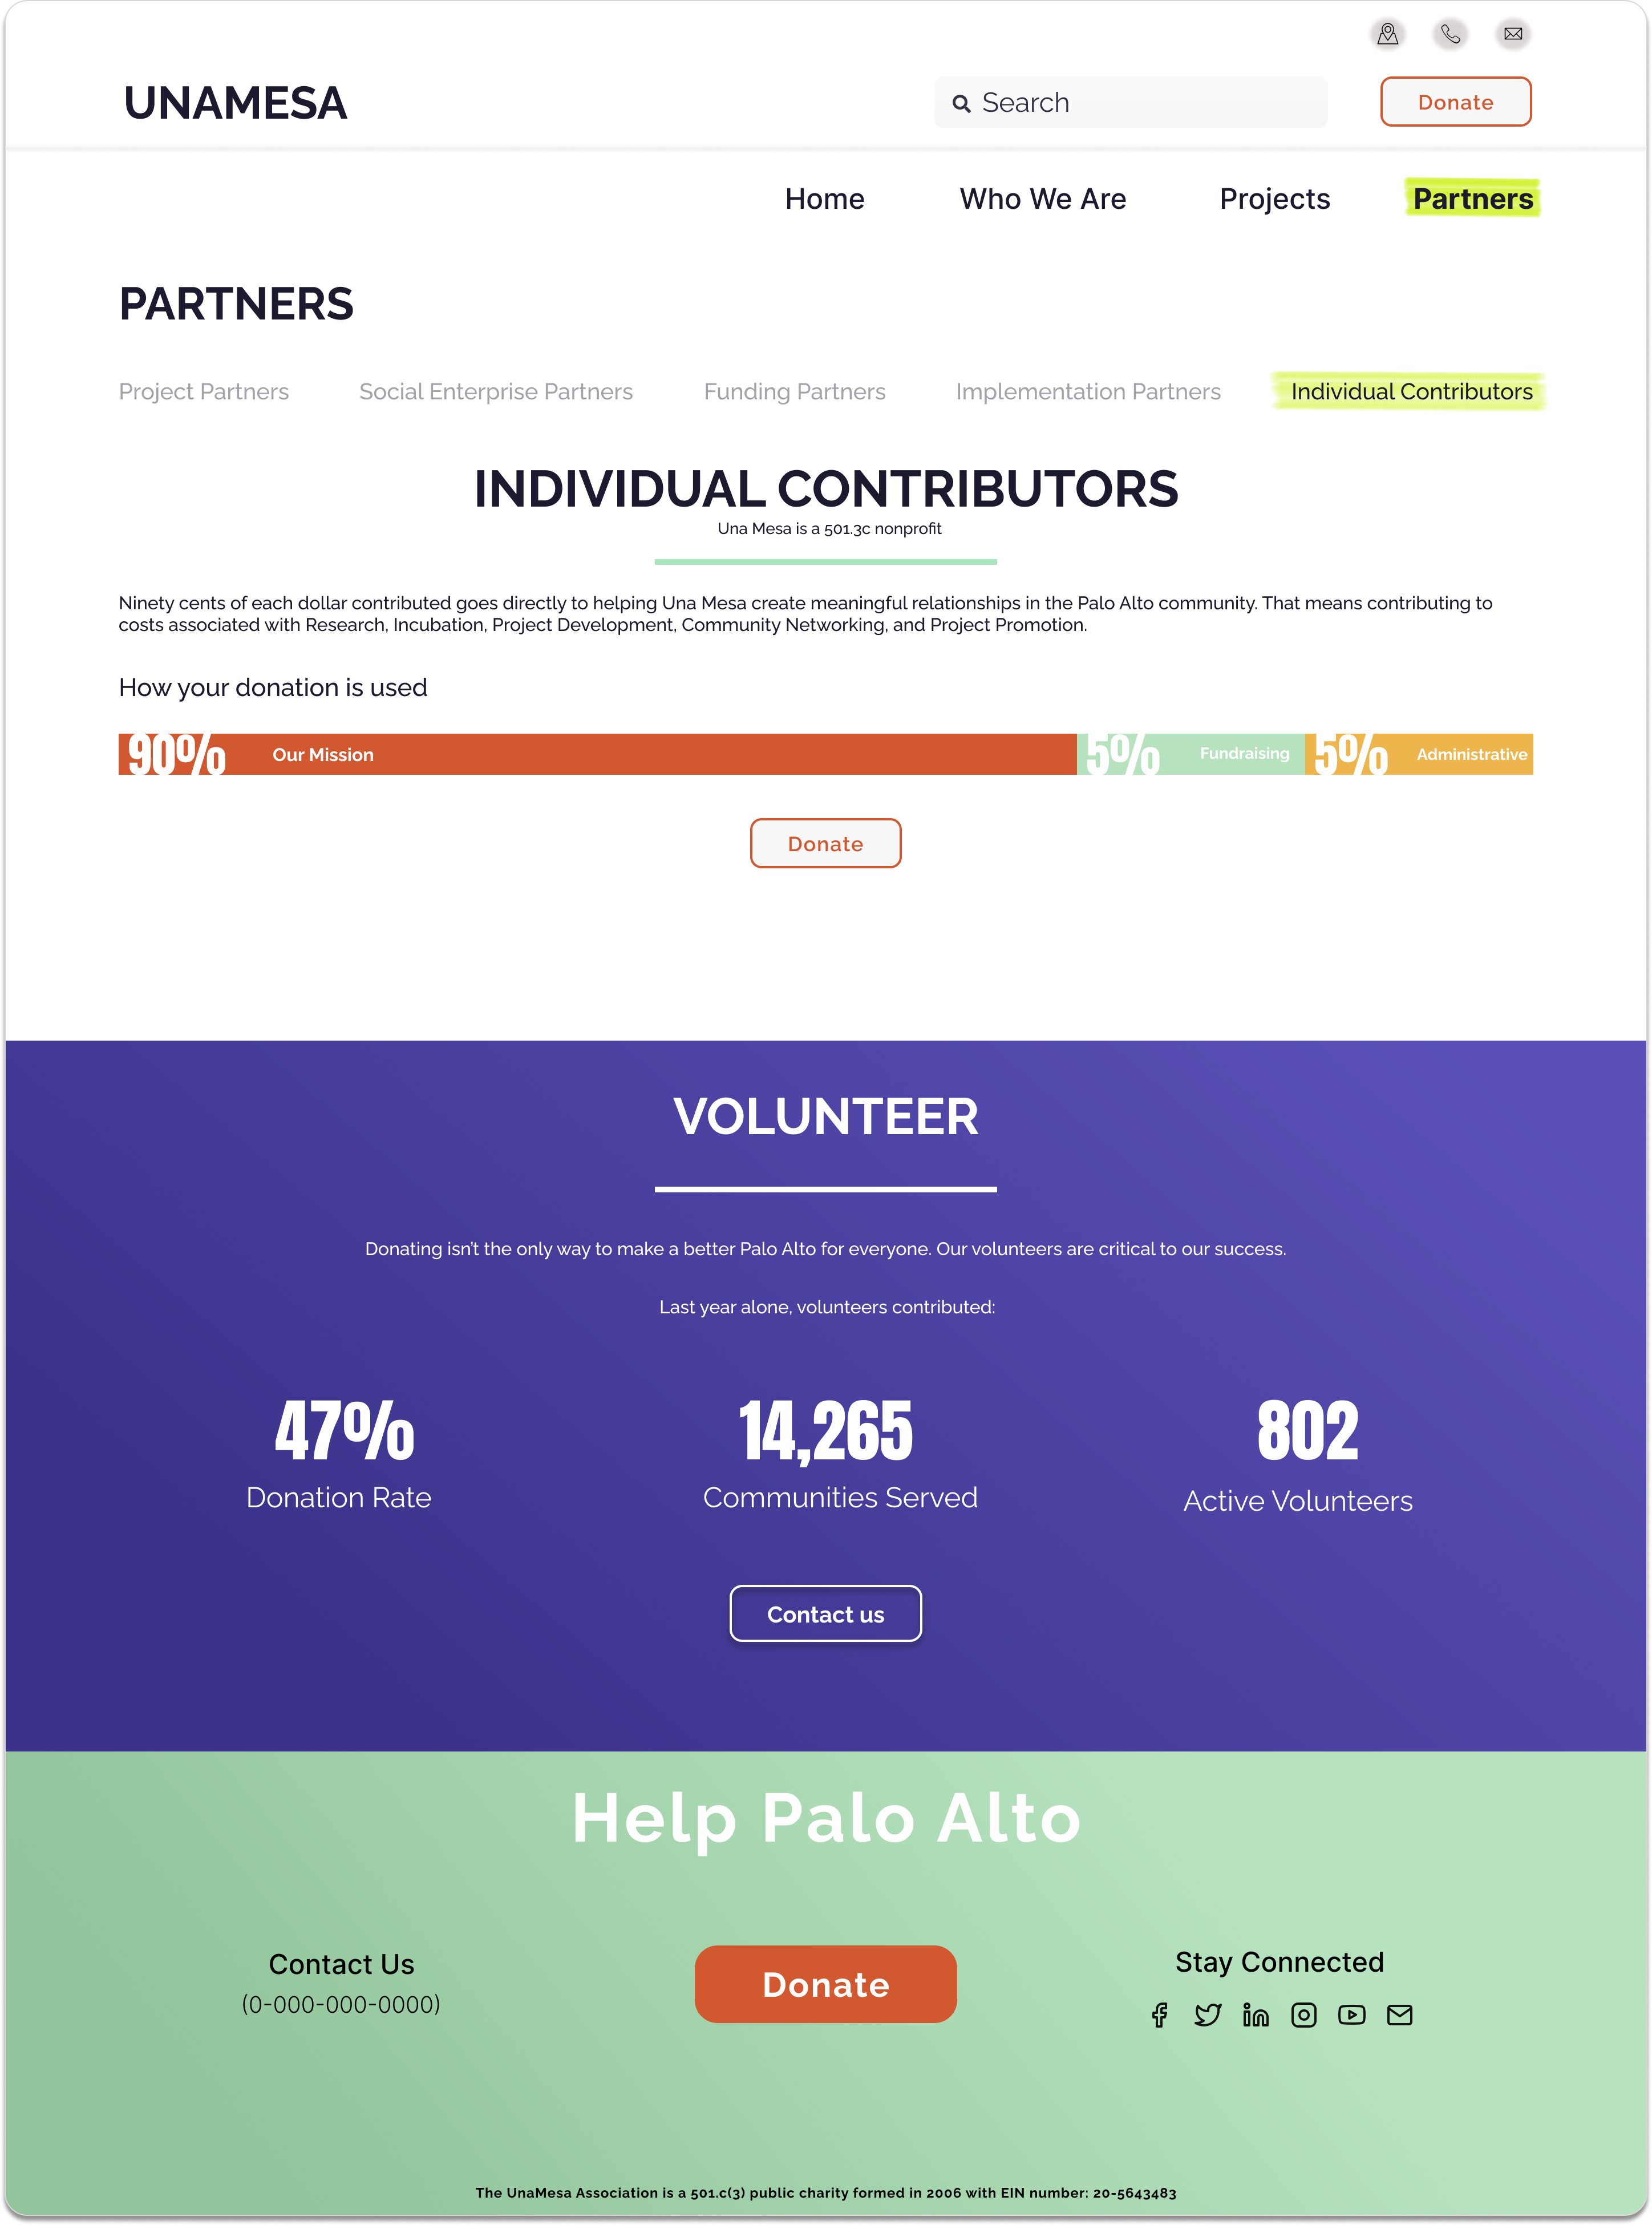 UNAMESA
Search
Donate
Home Who We Are Projects Partners
PARTNERS
Project Partners Social Enterprise Partners Funding Partners Implementation Partners Individual Contributors
INDIVIDUAL CONTRIBUTORS
Una Mesa is a 501.3c nonprofit
Ninety cents of each dollar contributed goes directly to helping Una Mesa create meaningful relationships in the Palo Alto community. That means contributing to
costs associated with Research, Incubation, Project Development, Community Networking, and Project Promotion.
How your donation is used
90% Our Mission 5% Fundraising 5% Administrative
Donate
VOLUNTEER
Donating isn't the only way to make a better Palo Alto for everyone. Our volunteers are critical to our success.
Last year alone, volunteers contributed:
47%
Donation Rate
14,265
Communities Served
802
Active Volunteers
Contact us
Help Palo Alto
Contact Us
(0-000-000-0000)
Donate
Stay Connected
The UnaMesa Association is a 501.c(3) public charity formed in 2006 with EIN number: 20-5643483